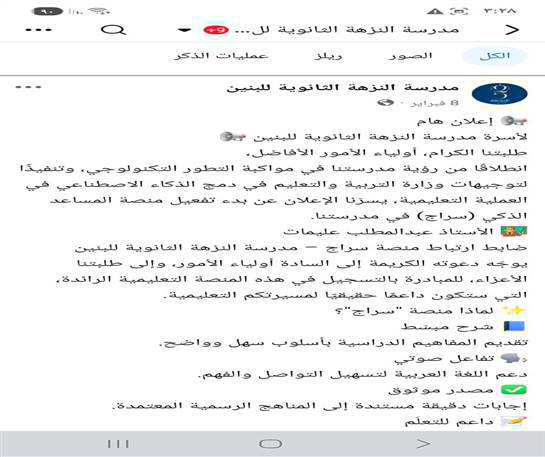 ٣:٢٨
٩٠
مدرسة النزهة الثانوية لل...
+9
الكل
الصور
ريلز
عمليات الذكر
مدرسة النزهة الثانوية للبنين
8 فبراير ·
إعلان هام
لأسرة مدرسة النزهة الثانوية للبنين
طلبتنا الكرام، أولياء الأمور الأفاضل،
انطلاقًا من رؤية مدرستنا في مواكبة التطور التكنولوجي، وتنفيذًا
لتوجيهات وزارة التربية والتعليم في دمج الذكاء الاصطناعي في
العملية التعليمية، يسرّنا الإعلان عن بدء تفعيل منصة المساعد
الذكي (سراج) في مدرستنا.
الأستاذ عبدالمطلب عليمات
ضابط ارتباط منصة سراج – مدرسة النزهة الثانوية للبنين
يوجّه دعوته الكريمة إلى السادة أولياء الأمور، وإلى طلبتنا
الأعزاء، للمبادرة بالتسجيل في هذه المنصة التعليمية الرائدة،
التي ستكون داعمًا حقيقيًا لمسيرتكم التعليمية.
لماذا منصة "سراج"؟
شرح مبسّط
تقديم المفاهيم الدراسية بأسلوب سهل وواضح.
تفاعل صوتي
دعم اللغة العربية لتسهيل التواصل والفهم.
مصدر موثوق
إجابات دقيقة مستندة إلى المناهج الرسمية المعتمدة.
داعم للتعلّم